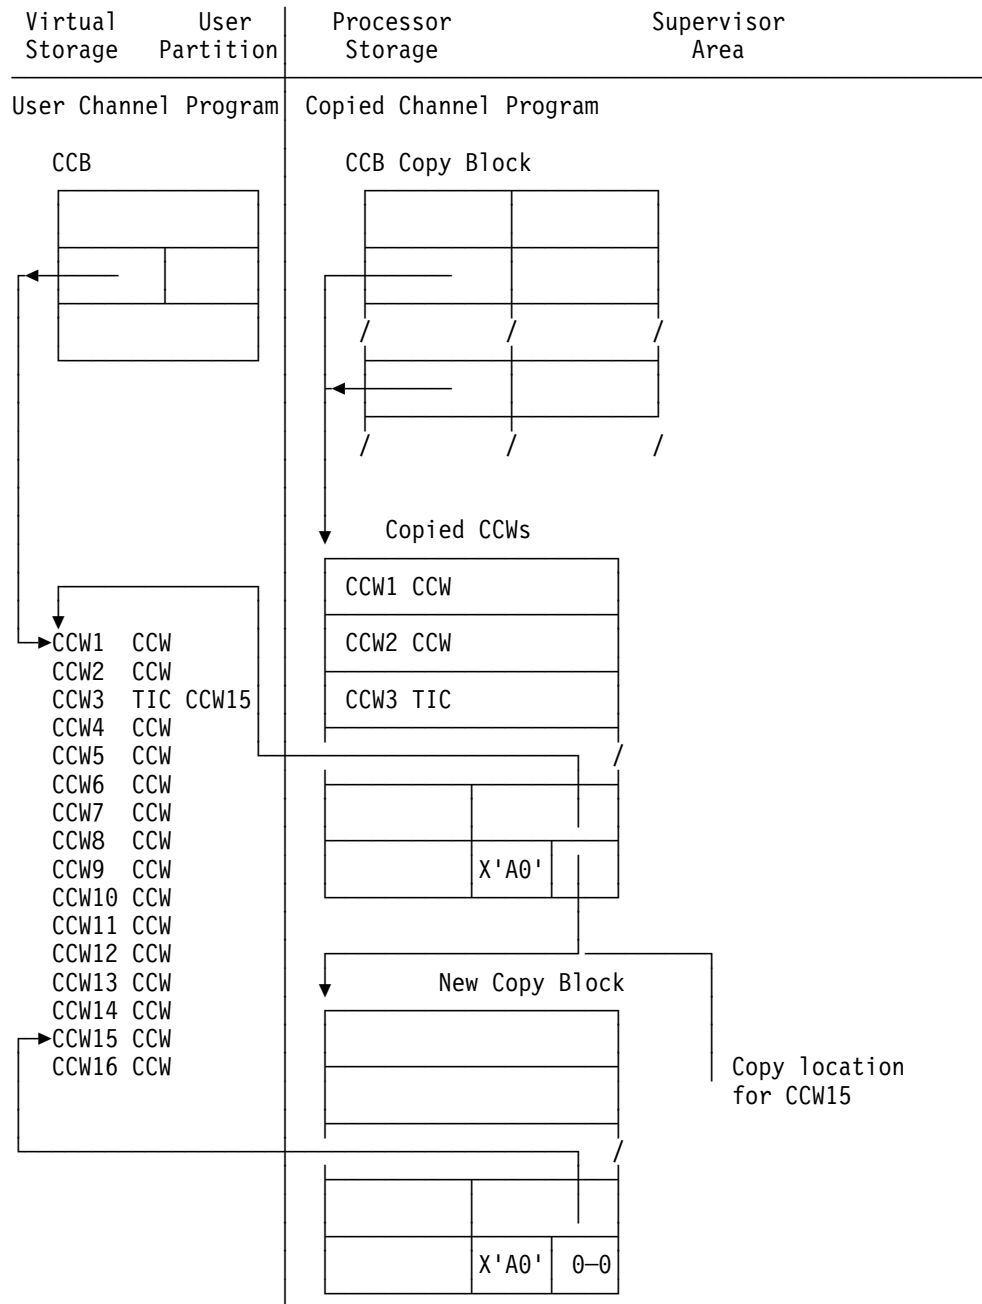 Virtual User Processor Supervisor
Storage Partition Storage Area
User Channel Program Copied Channel Program
CCB CCB Copy Block
/ / /
/ / /
Copied CCWs
CCW1 CCW
CCW1 CCW CCW2 CCW
CCW2 CCW
CCW3 TIC CCW15 CCW3 TIC
CCW4 CCW
CCW5 CCW /
CCW6 CCW
CCW7 CCW
CCW8 CCW
CCW9 CCW X'A0'
CCW10 CCW
CCW11 CCW
CCW12 CCW
CCW13 CCW New Copy Block
CCW14 CCW
CCW15 CCW
CCW16 CCW Copy location
for CCW15
/
X'A0' 0—0